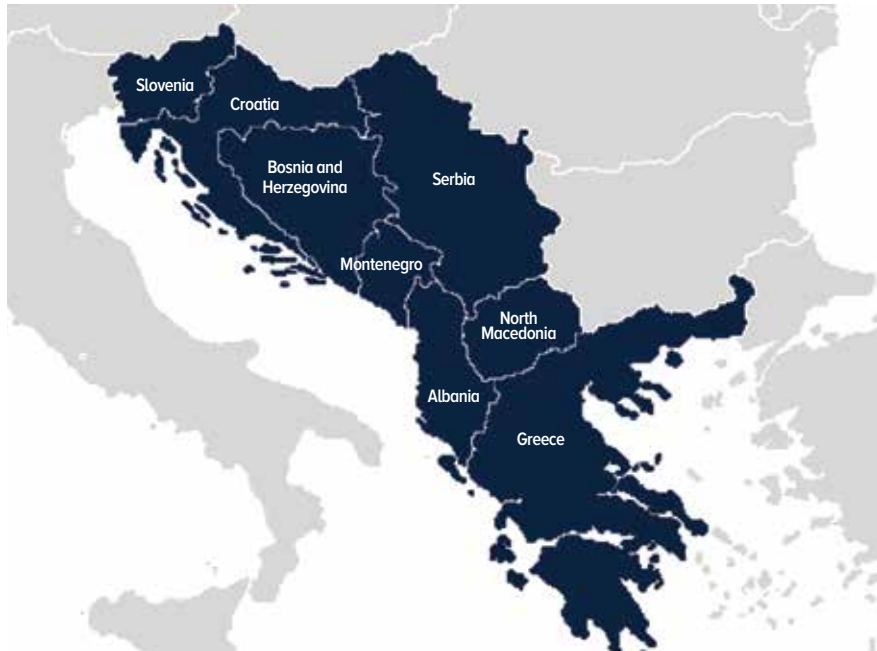 Slovenia
Croatia
Bosnia and
Herzegovina
Serbia
Montenegro
North
Macedonia
Albania
Greece